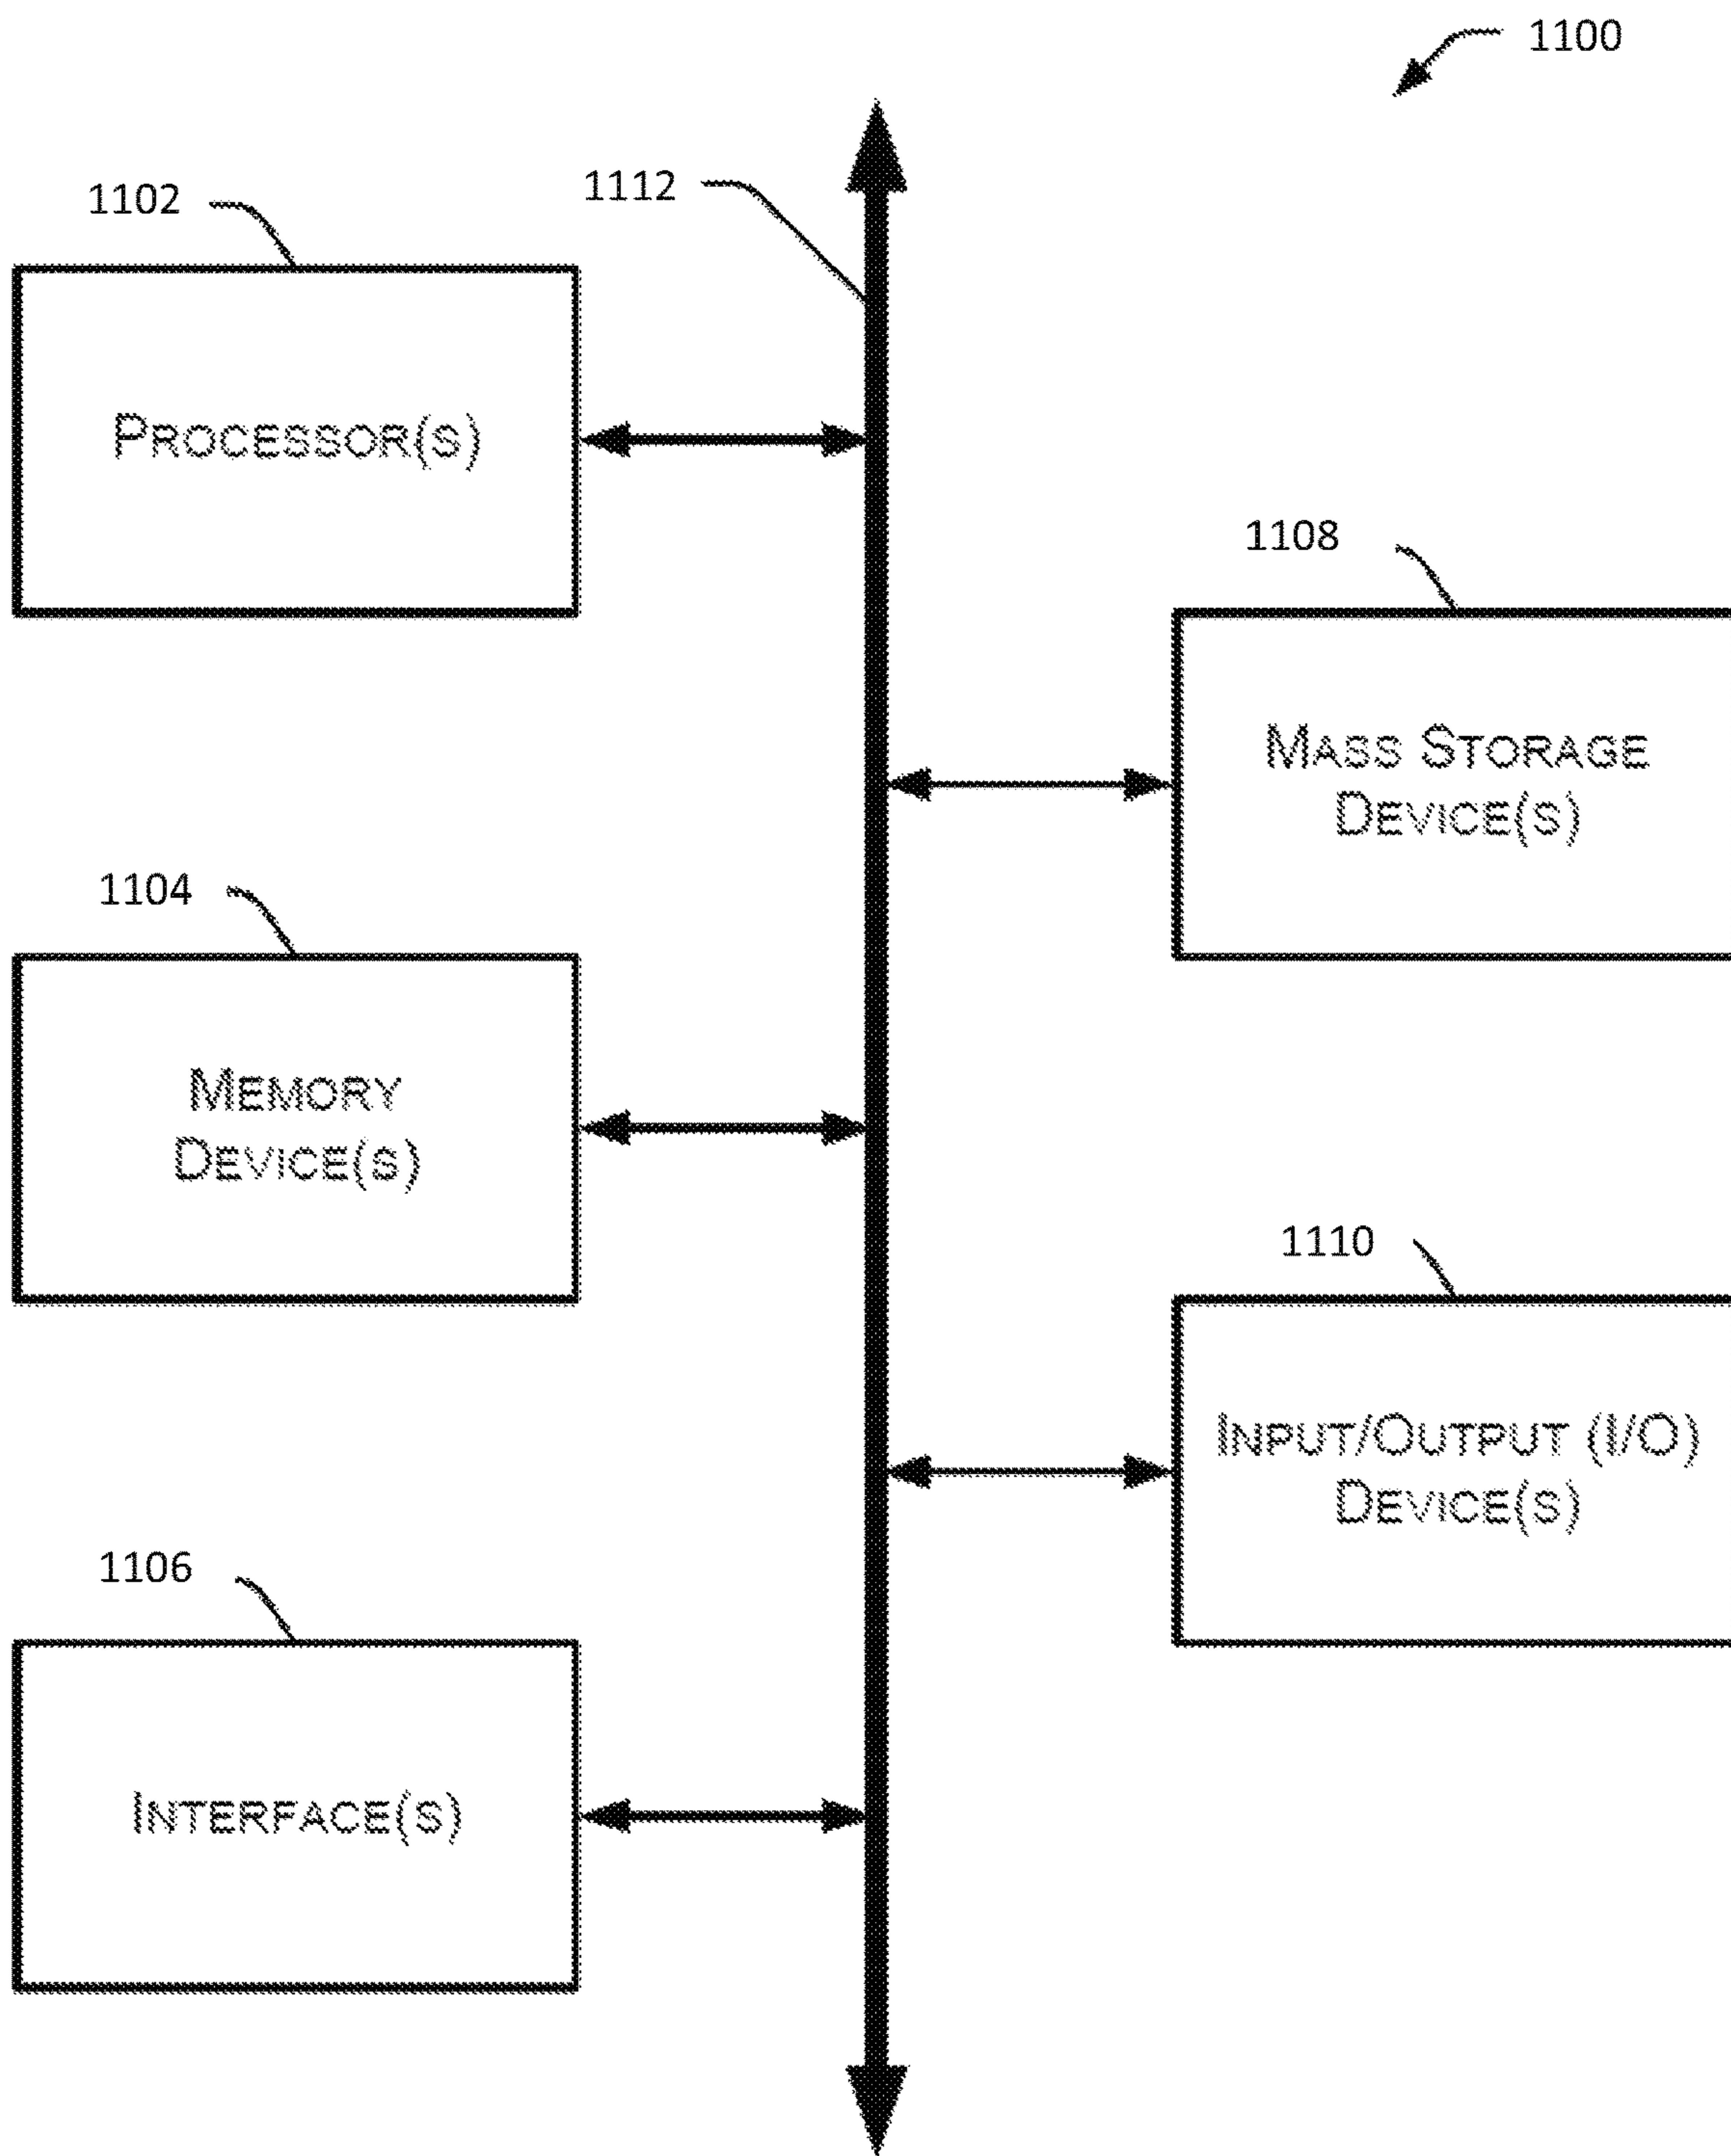 1100
1102
1112
PROCESSOR(S)
1108
MASS STORAGE
DEVICE(S)
1104
MEMORY
DEVICE(S)
1110
INPUT/OUTPUT (I/O)
DEVICE(S)
1106
INTERFACE(S)